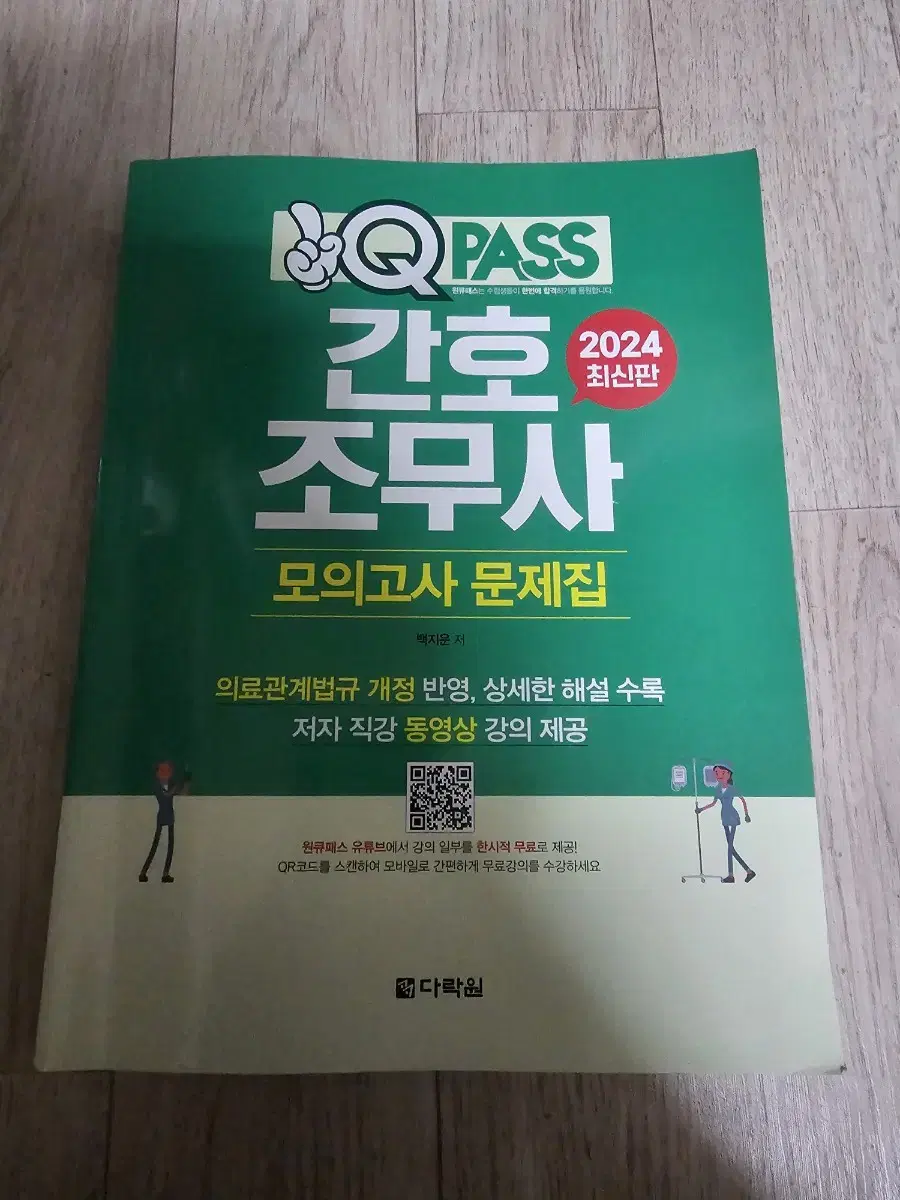 1Q PASS
원큐패스는 수험생들이 한번에 합격하기를 응원합니다.
간호
조무사
2024
최신판
모의고사 문제집
백지운 저
의료관계법규 개정 반영, 상세한 해설 수록
저자 직강 동영상 강의 제공
원큐패스 유튜브에서 강의 일부를 한시적 무료로 제공!
QR코드를 스캔하여 모바일로 간편하게 무료강의를 수강하세요
다락원